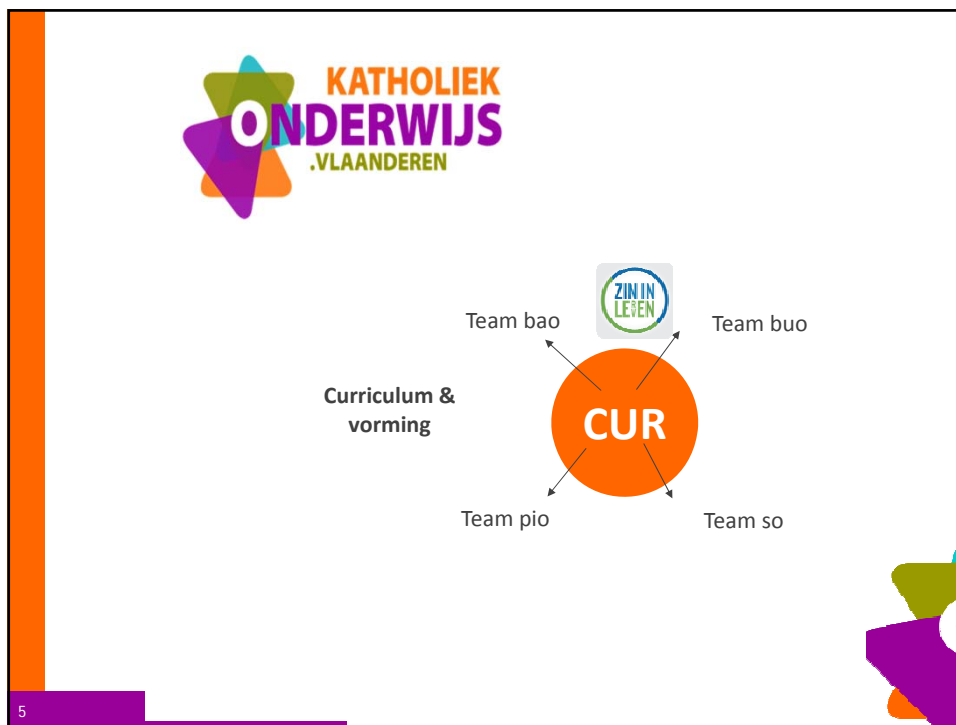 KATHOLIEK
ONDERWIJS
.VLAANDEREN
ZIN IN
LEVEN
Team bao
Team buo
Curriculum &
vorming
CUR
Team pio
Team so
5